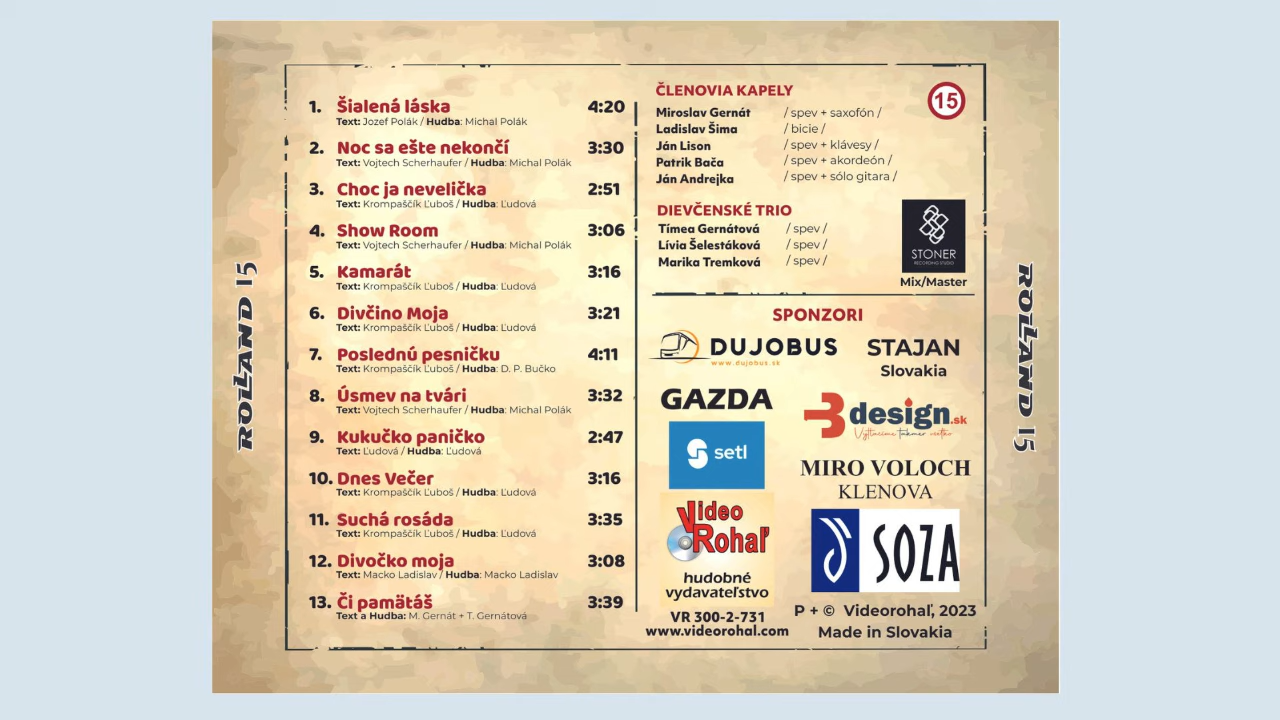 ROLLAND 15
1. Šialená láska 4:20
Text: Jozef Polák / Hudba: Michal Polák
2. Noc sa ešte nekončí 3:30
Text: Vojtech Scherhaufer / Hudba: Michal Polák
3. Choc ja nevelička 2:51
Text: Krompaščík Ľuboš / Hudba: Ľudová
4. Show Room 3:06
Text: Vojtech Scherhaufer / Hudba: Michal Polák
5. Kamarát 3:16
Text: Krompaščík Ľuboš / Hudba: Ľudová
6. Divčino Moja 3:21
Text: Krompaščík Ľuboš / Hudba: Ľudová
7. Poslednú pesničku 4:11
Text: Krompaščík Ľuboš / Hudba: D. P. Bučko
8. Úsmev na tvári 3:32
Text: Vojtech Scherhaufer / Hudba: Michal Polák
9. Kukučko paničko 2:47
Text: Ľudová / Hudba: Ľudová
10. Dnes Večer 3:16
Text: Krompaščík Ľuboš / Hudba: Ľudová
11. Suchá rosáda 3:35
Text: Krompaščík Ľuboš / Hudba: Ľudová
12. Divočko moja 3:08
Text: Macko Ladislav / Hudba: Macko Ladislav
13. Či pamätáš 3:39
Text a Hudba: M. Gernát + T. Gernátová
ČLENOVIA KAPELY
15
Miroslav Gernát / spev + saxofón /
Ladislav Šima / bicie /
Ján Lison / spev + klávesy /
Patrik Bača / spev + akordeón /
Ján Andrejka / spev + sólo gitara /
DIEVČENSKÉ TRIO
Tímea Gernátová / spev /
Lívia Šelestáková / spev /
Marika Tremková / spev /
STONER
RECORDING STUDIO
Mix/Master
SPONZORI
DUJOBUS
www.dujobus.sk
STAJAN
Slovakia
GAZDA
B design.sk
Vytlačíme takmer všetko
setl
MIRO VOLOCH
KLENOVA
Video
Rohaľ
hudobné
vydavateľstvo
SOZA
VR 300-2-731
www.videorohal.com
P + © Videorohaľ, 2023
Made in Slovakia
ROLLAND 15